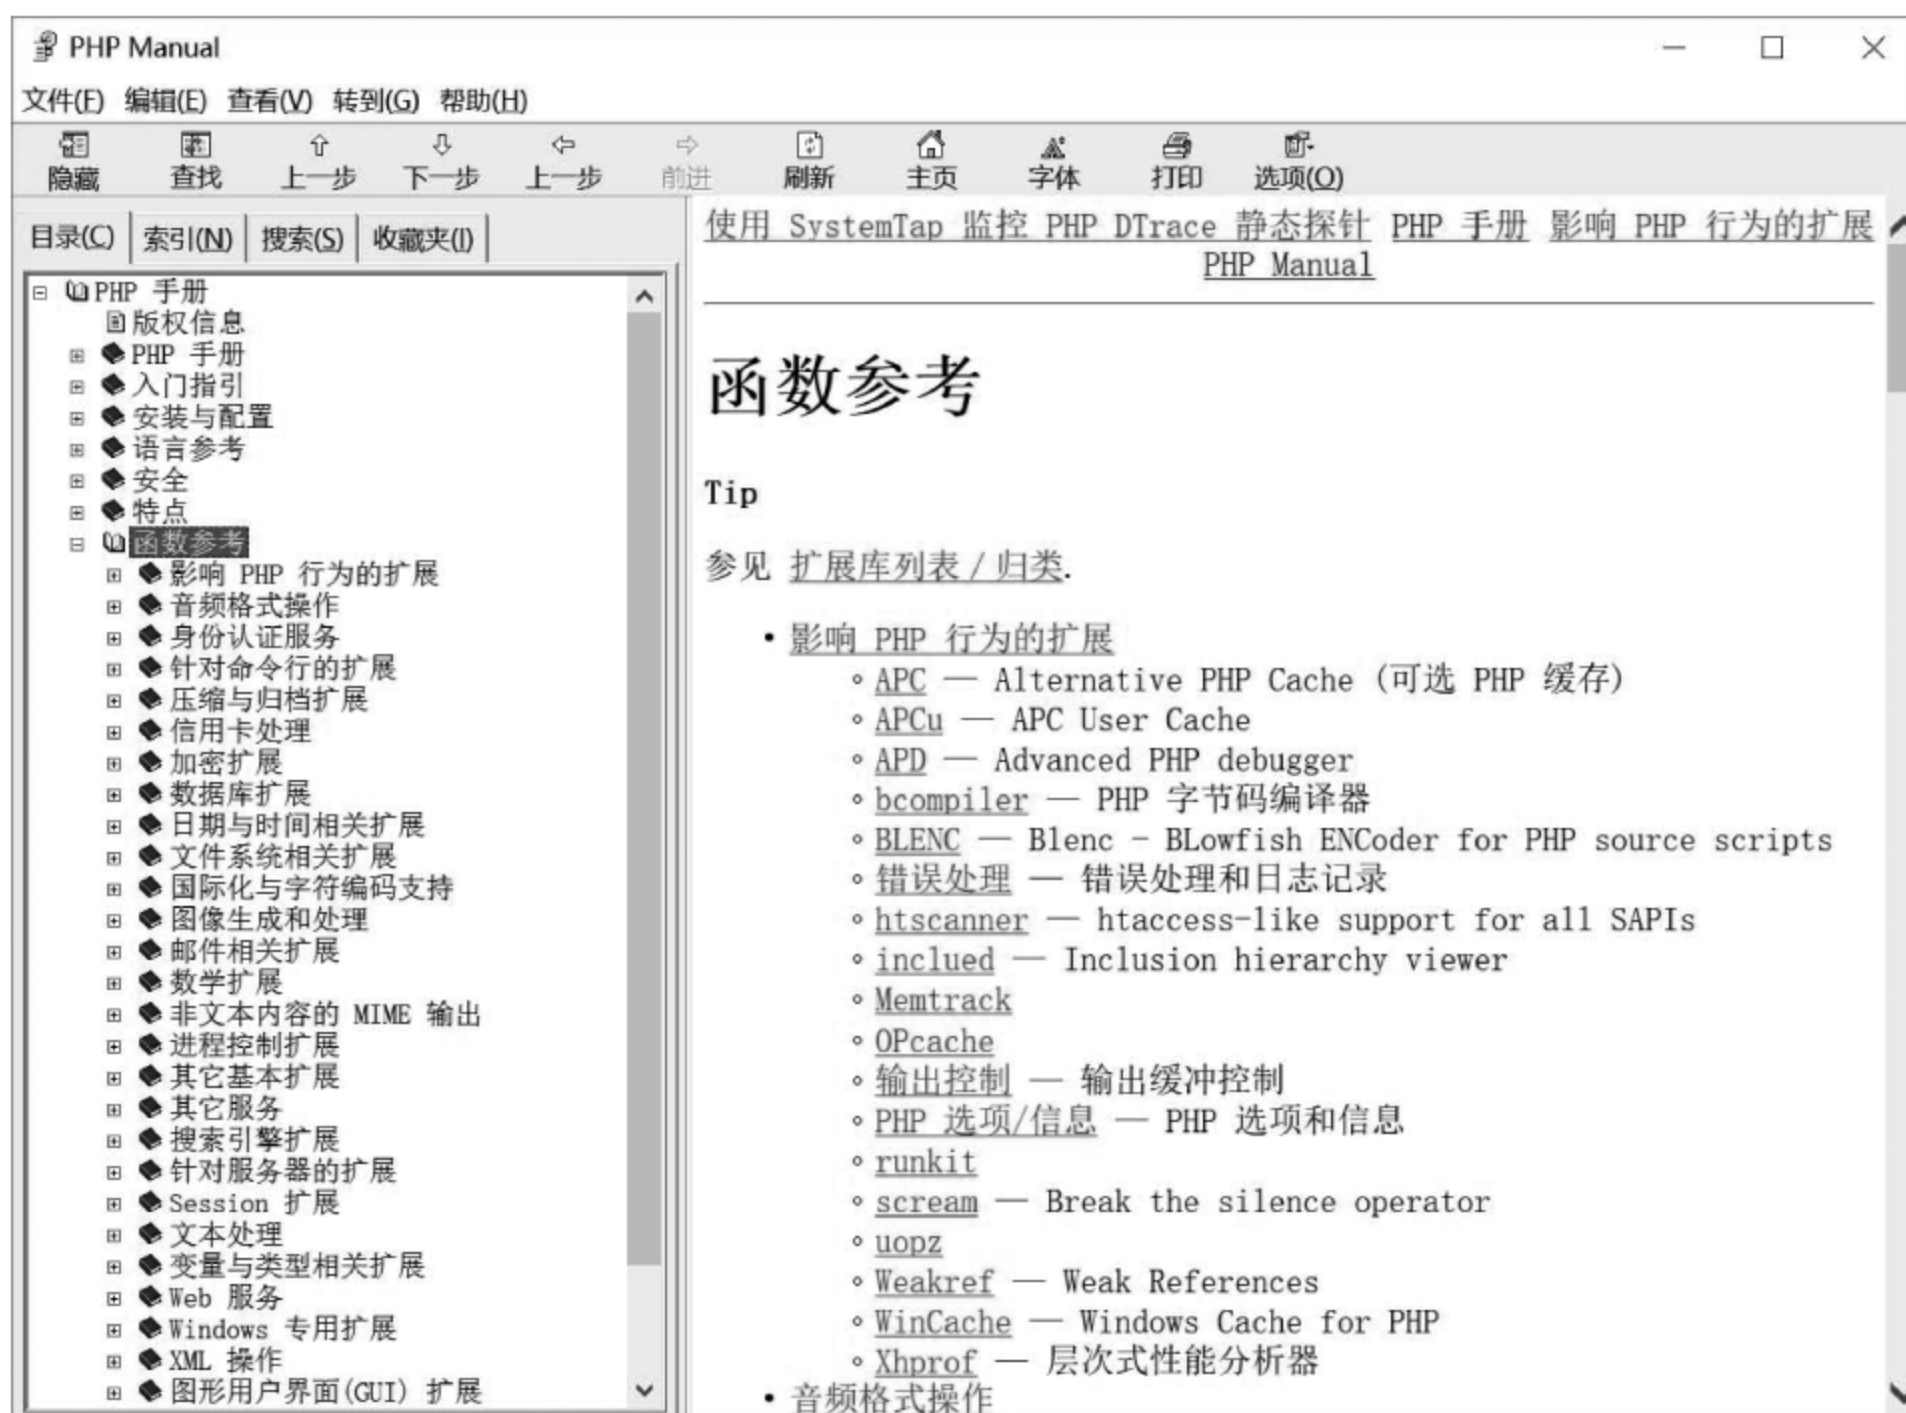 PHP Manual
文件(F) 编辑(E) 查看(V) 转到(G) 帮助(H)
隐藏 查找 上一步 下一步 上一步 前进 刷新 主页 字体 打印 选项(O)
目录(C) 索引(N) 搜索(S) 收藏夹(I)
PHP 手册
版权信息
PHP 手册
入门指引
安装与配置
语言参考
安全
特点
函数参考
影响 PHP 行为的扩展
音频格式操作
身份认证服务
针对命令行的扩展
压缩与归档扩展
信用卡处理
加密扩展
数据库扩展
日期与时间相关扩展
文件系统相关扩展
国际化与字符编码支持
图像生成和处理
邮件相关扩展
数学扩展
非文本内容的 MIME 输出
进程控制扩展
其它基本扩展
其它服务
搜索引擎扩展
针对服务器的扩展
Session 扩展
文本处理
变量与类型相关扩展
Web 服务
Windows 专用扩展
XML 操作
图形用户界面(GUI) 扩展
使用 SystemTap 监控 PHP DTrace 静态探针 PHP 手册 影响 PHP 行为的扩展
PHP Manual
函数参考
Tip
参见 扩展库列表／归类.
• 影响 PHP 行为的扩展
◦ APC — Alternative PHP Cache (可选 PHP 缓存)
◦ APCu — APC User Cache
◦ APD — Advanced PHP debugger
◦ bcompiler — PHP 字节码编译器
◦ BLENC — Blenc - BLowfish ENCoder for PHP source scripts
◦ 错误处理 — 错误处理和日志记录
◦ htscanner — htaccess-like support for all SAPIs
◦ inclued — Inclusion hierarchy viewer
◦ Memtrack
◦ OPcache
◦ 输出控制 — 输出缓冲控制
◦ PHP 选项/信息 — PHP 选项和信息
◦ runkit
◦ scream — Break the silence operator
◦ uopz
◦ Weakref — Weak References
◦ WinCache — Windows Cache for PHP
◦ Xhprof — 层次式性能分析器
• 音频格式操作